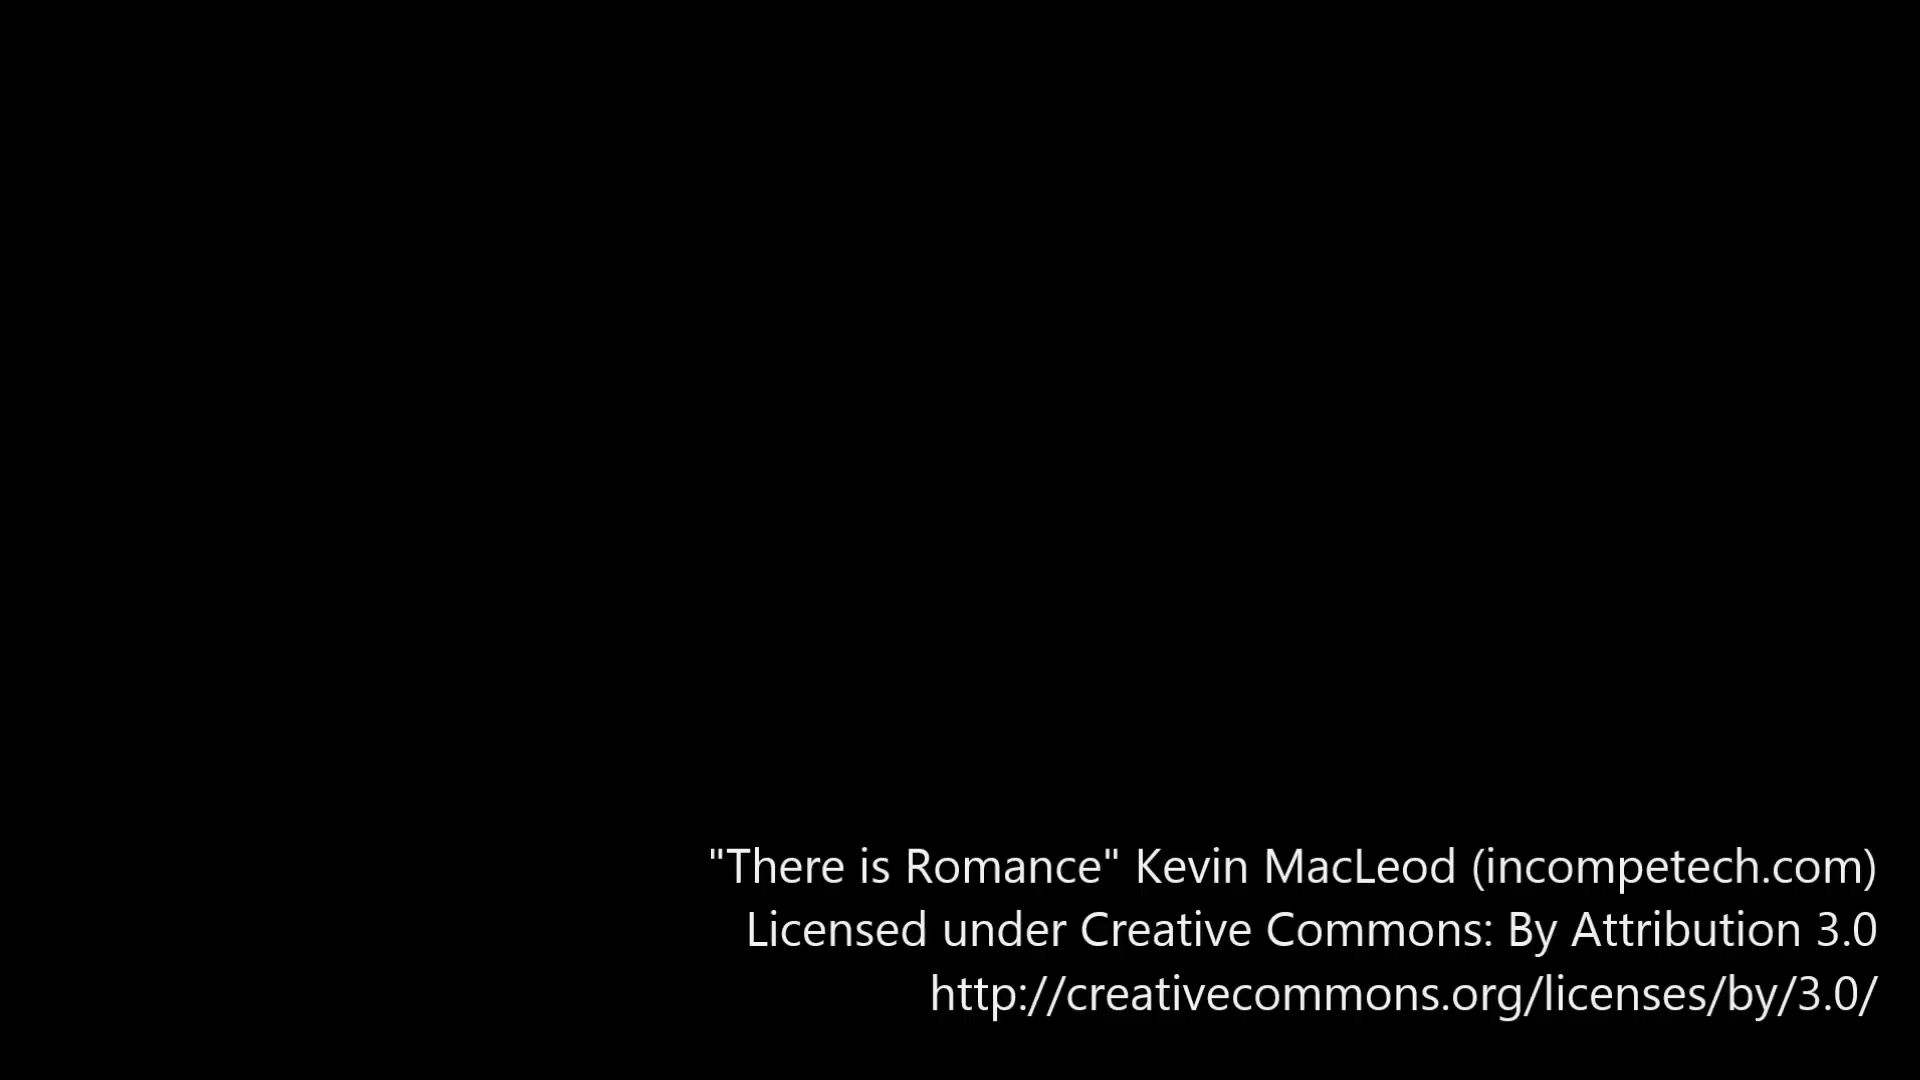 "There is Romance" Kevin MacLeod (incompetech.com)
Licensed under Creative Commons: By Attribution 3.0
http://creativecommons.org/licenses/by/3.0/